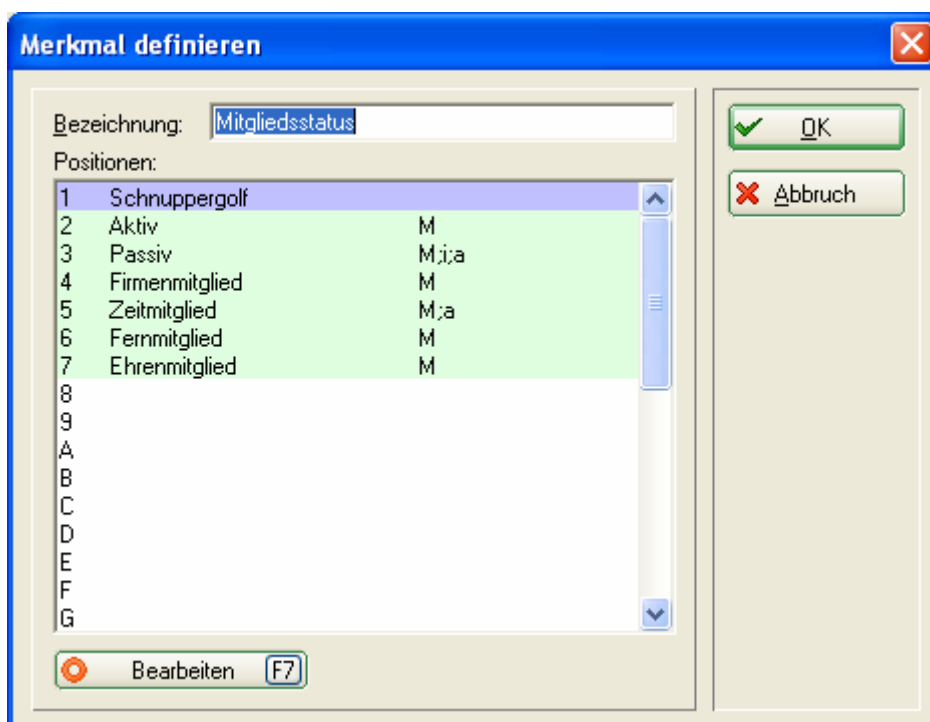 Merkmal definieren
Bezeichnung: Mitgliedsstatus
OK
Abbruch
Positionen:
1 Schnuppergolf
2 Aktiv M
3 Passiv M;i;a
4 Firmenmitglied M
5 Zeitmitglied M;a
6 Fernmitglied M
7 Ehrenmitglied M
8
9
A
B
C
D
E
F
G
Bearbeiten F7